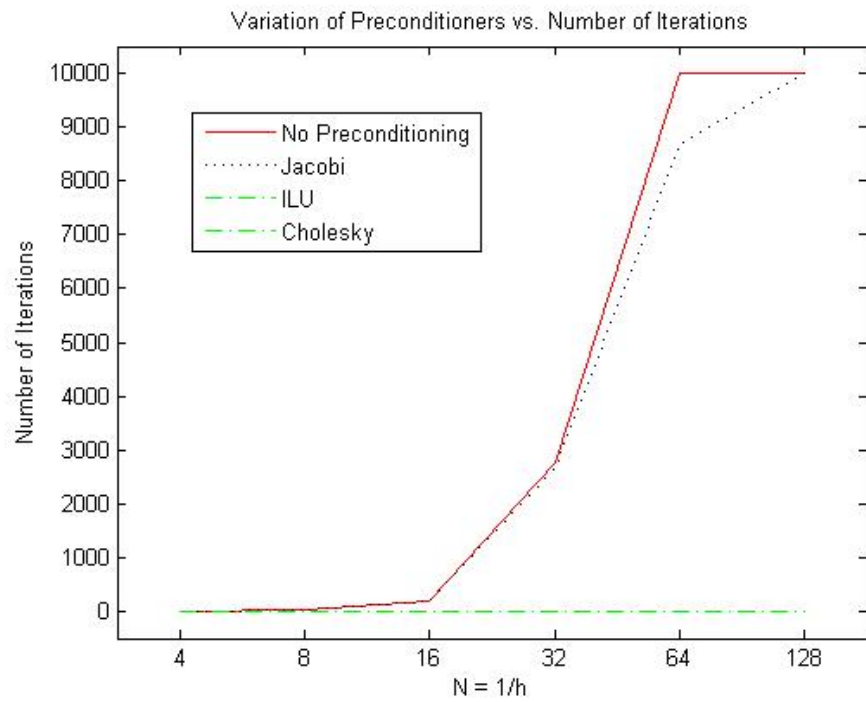 Variation of Preconditioners vs. Number of Iterations
10000
9000
8000
7000
6000
5000
4000
3000
2000
1000
0
Number of Iterations
No Preconditioning
Jacobi
ILU
Cholesky
4 8 16 32 64 128
N = 1/h